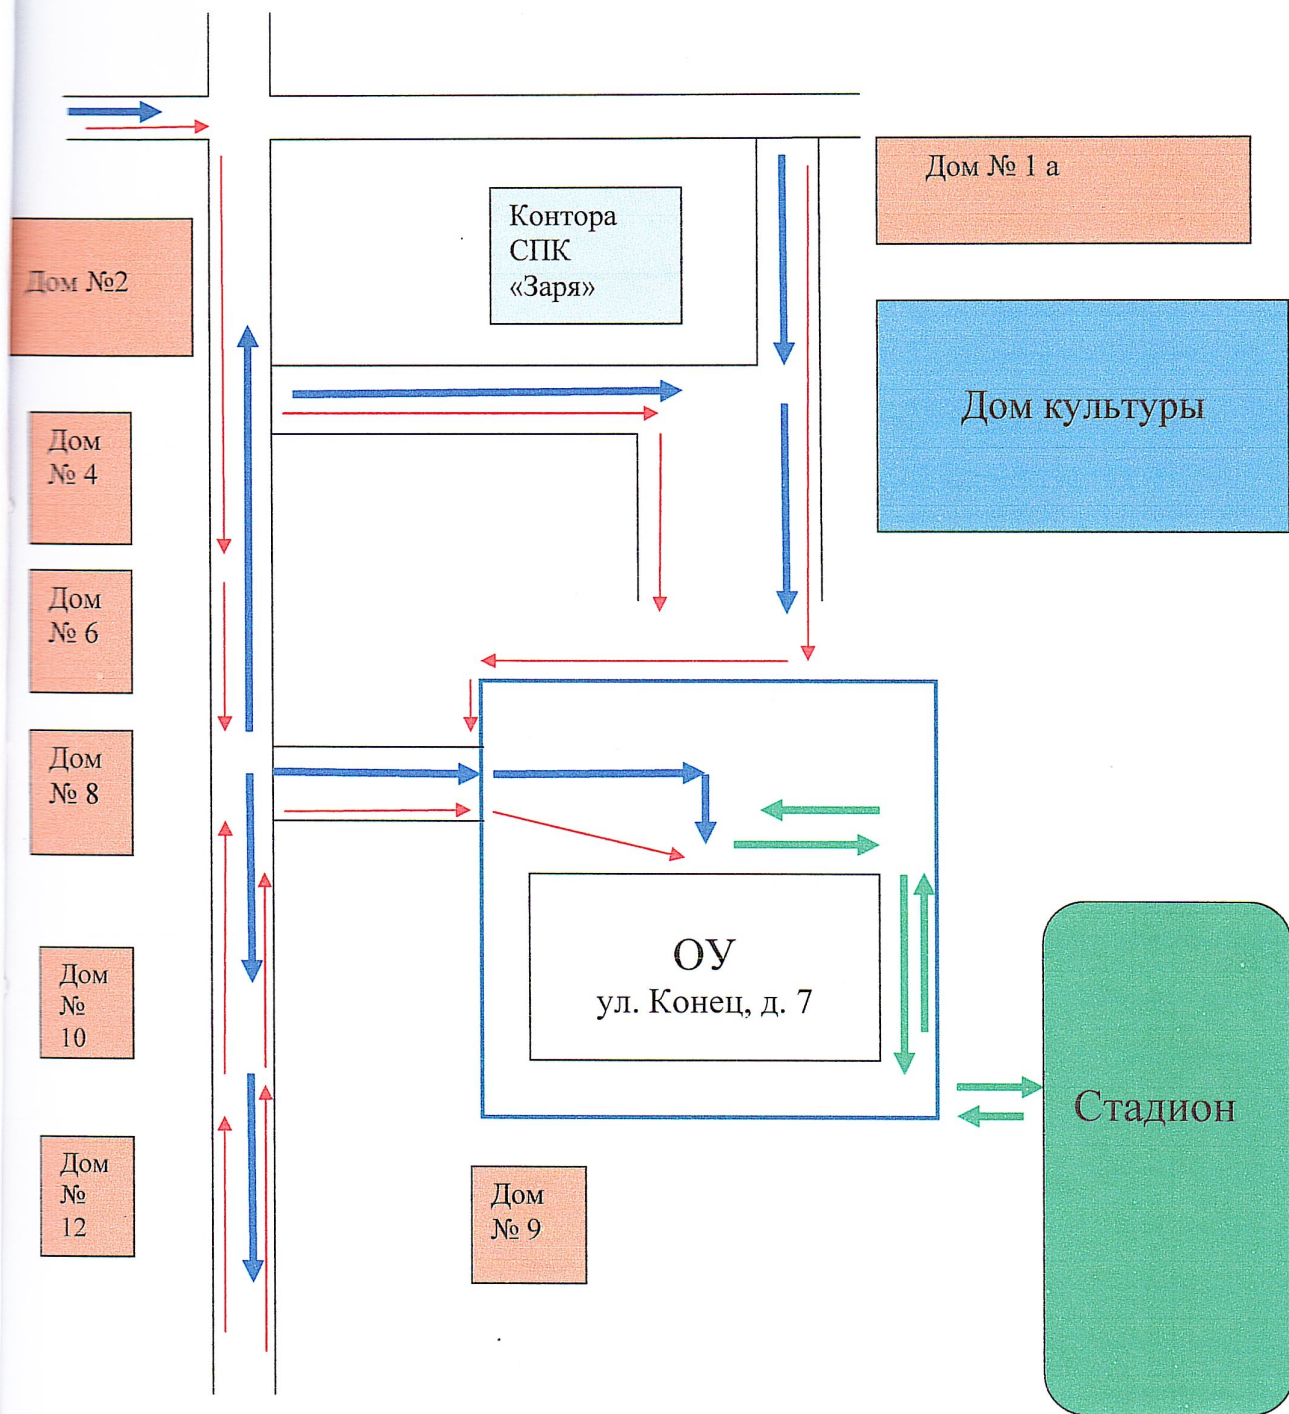 Дом № 1 а
Контора
СПК
«Заря»
Дом №2
Дом культуры
Дом
№ 4
Дом
№ 6
Дом
№ 8
ОУ
ул. Конец, д. 7
Дом
№
10
Стадион
Дом
№
12
Дом
№ 9